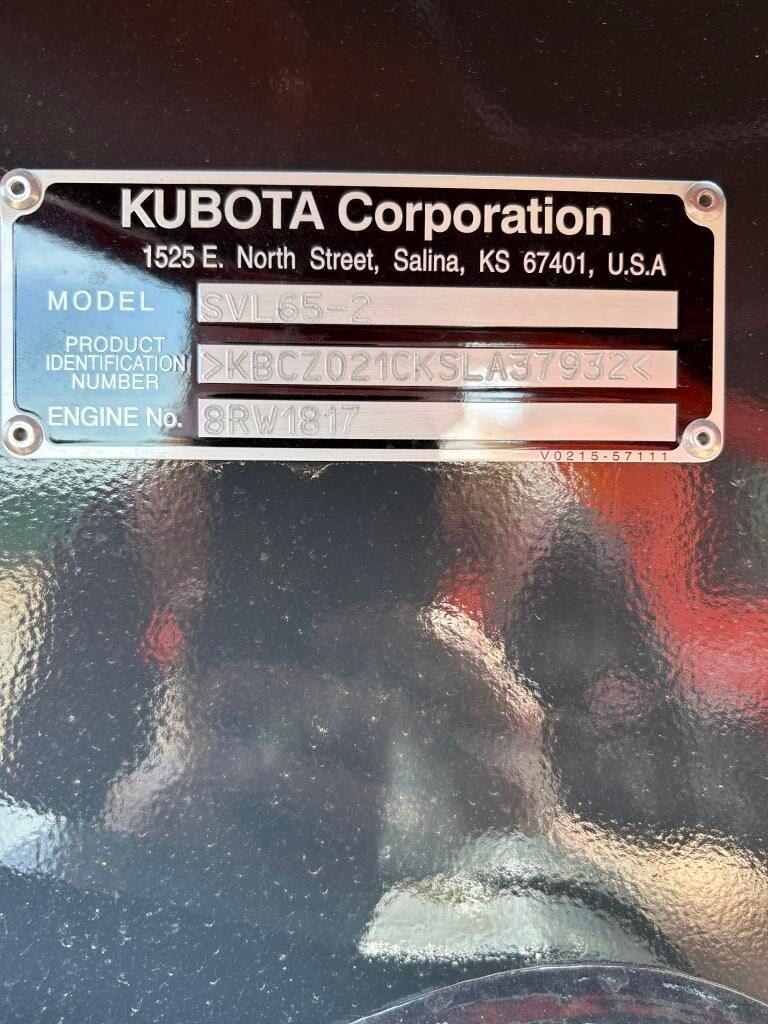 KUBOTA Corporation
1525 E. North Street, Salina, KS 67401, U.S.A
MODEL SVL65-2
PRODUCT
IDENTIFICATION >KBCZ021CKSLA37932<
NUMBER
ENGINE No. 8RW1817
V0215-57111